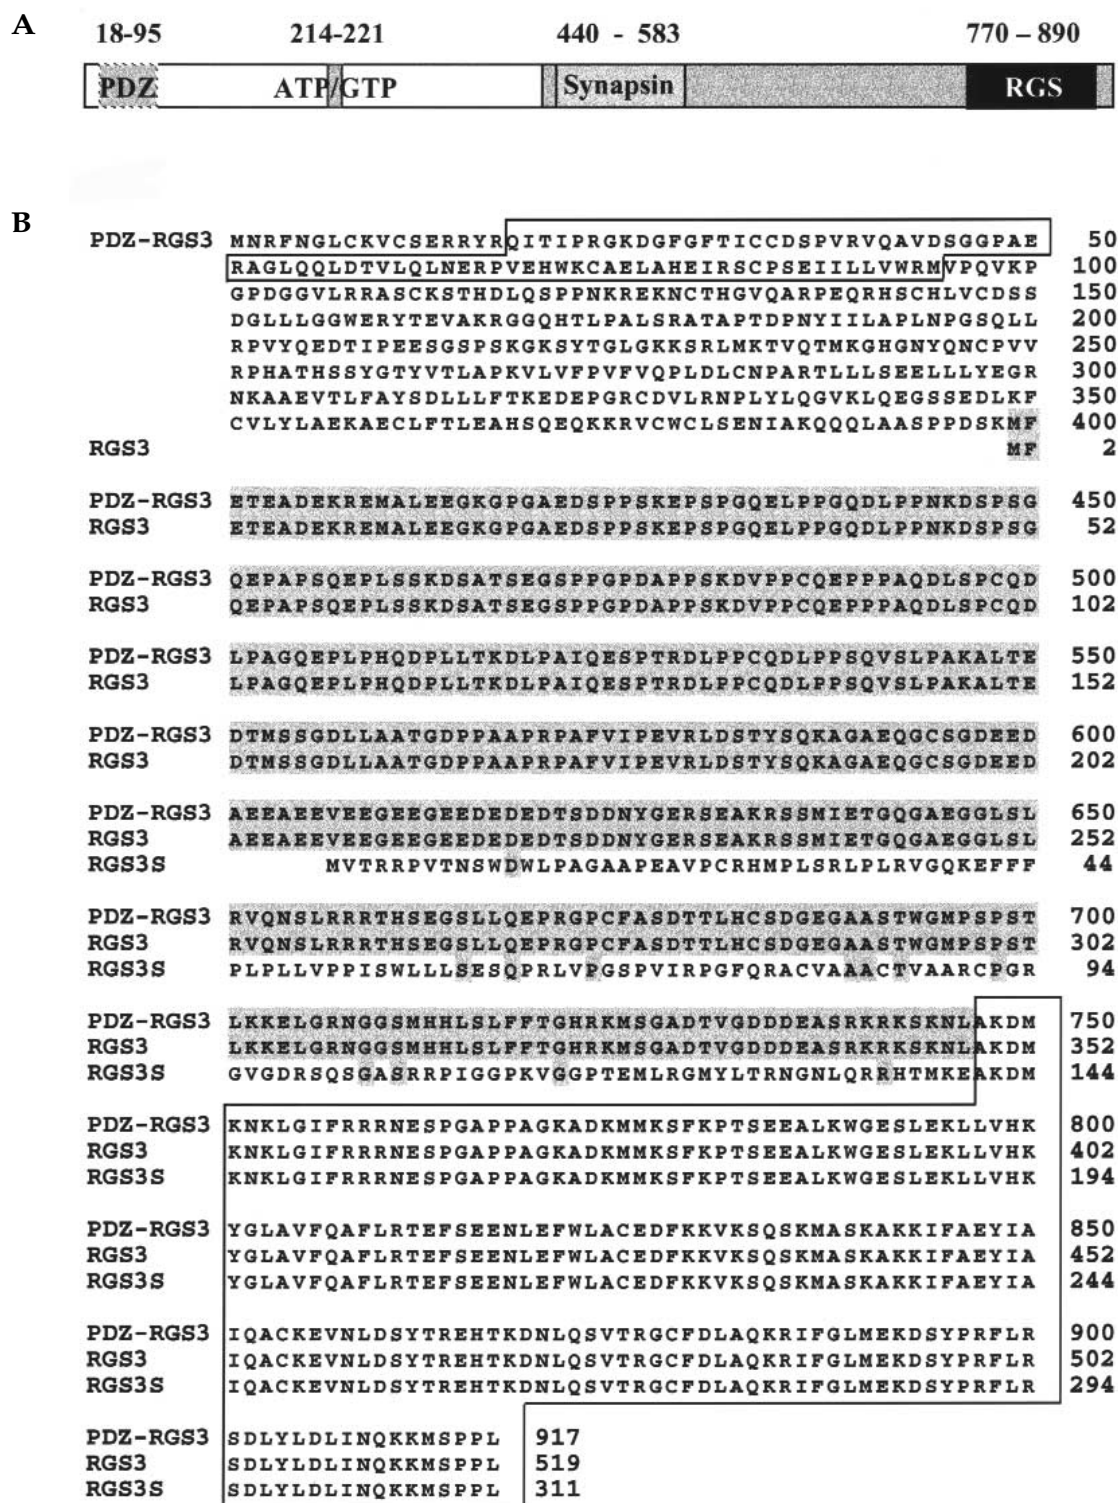 A
18-95 214-221 440 - 583 770 – 890
PDZ ATP/GTP Synapsin RGS
B
PDZ-RGS3 MNRFNGLCKVCSERRYRQITIPRGKDGFGFTICCDSPVRVQAVDSGGPAE 50
RAGLQQLDTVLQLNERPVEHWKCAELAHEIRSCPSEIILLVWRMVPQVKP 100
GPDGGVLRRASCKSTHDLQSPPNKREKNCTHGVQARPEQRHSCHLVCDSS 150
DGLLLGGWERYTEVAKRGGQHTLPALSRATAPTDPNYIILAPLNPGSQLL 200
RPVYQEDTIPEESGSPSKGKSYTGLGKKSRLMKTVQTMKGHGNYQNCPVV 250
RPHATHSSYGTYVTLAPKVLVFPVFVQPLDLCNPARTLLLSEELLLYEGR 300
NKAAEVTLFAYSDLLLFTKEDEPGRCDVLRNPLYLQGVKLQEGSSEDLKF 350
CVLYLAEKAECLFTLEAHSQEQKKRVCWCLSENIAKQQQLAASPPDSKMF 400
RGS3 MF 2
PDZ-RGS3 ETEADEKREMALEEGKGPGAEDSPPSKEPSPGQELPPGQDLPPNKDSPSG 450
RGS3 ETEADEKREMALEEGKGPGAEDSPPSKEPSPGQELPPGQDLPPNKDSPSG 52
PDZ-RGS3 QEPAPSQEPLSSKDSATSEGSPPGPDAPPSKDVPPCQEPPPAQDLSPCQD 500
RGS3 QEPAPSQEPLSSKDSATSEGSPPGPDAPPSKDVPPCQEPPPAQDLSPCQD 102
PDZ-RGS3 LPAGQEPLPHQDPLLTKDLPAIQESPTRDLPPCQDLPPSQVSLPAKALTE 550
RGS3 LPAGQEPLPHQDPLLTKDLPAIQESPTRDLPPCQDLPPSQVSLPAKALTE 152
PDZ-RGS3 DTMSSGDLLAATGDPPAAPRPAFVIPEVRLDSTYSQKAGAEQGCSGDEED 600
RGS3 DTMSSGDLLAATGDPPAAPRPAFVIPEVRLDSTYSQKAGAEQGCSGDEED 202
PDZ-RGS3 AEEAEEVEEGEEGEEDEDEDTSDDNYGERSEAKRSSMIETGQGAEGGLSL 650
RGS3 AEEAEEVEEGEEGEEDEDEDTSDDNYGERSEAKRSSMIETGQGAEGGLSL 252
RGS3S MVTRRPVTNSWDWLPAGAAPEAVPCRHMPLSRLPLRVGQKEFFF 44
PDZ-RGS3 RVQNSLRRRTHSEGSLLQEPRGPCFASDTTLHCSDGEGAASTWGMPSPST 700
RGS3 RVQNSLRRRTHSEGSLLQEPRGPCFASDTTLHCSDGEGAASTWGMPSPST 302
RGS3S PLPLLVPPISWLLLSESQPRLVPGSPVIRPGFQRACVAAACTVAARCPGR 94
PDZ-RGS3 LKKELGRNGGSMHHLSLFFTGHRKMSGADTVGDDDEASRKRKSKNLAKDM 750
RGS3 LKKELGRNGGSMHHLSLFFTGHRKMSGADTVGDDDEASRKRKSKNLAKDM 352
RGS3S GVGDRSQSGASRRPIGGPKVGGPTEMLRGMYLTRNGNLQRRHTMKEAKDM 144
PDZ-RGS3 KNKLGIFRRRNESPGAPPAGKADKMMKSFKPTSEEALKWGESLEKLLVHK 800
RGS3 KNKLGIFRRRNESPGAPPAGKADKMMKSFKPTSEEALKWGESLEKLLVHK 402
RGS3S KNKLGIFRRRNESPGAPPAGKADKMMKSFKPTSEEALKWGESLEKLLVHK 194
PDZ-RGS3 YGLAVFQAFLRTEFSEENLEFWLACEDFKKVKSQSKMASKAKKIFAEYIA 850
RGS3 YGLAVFQAFLRTEFSEENLEFWLACEDFKKVKSQSKMASKAKKIFAEYIA 452
RGS3S YGLAVFQAFLRTEFSEENLEFWLACEDFKKVKSQSKMASKAKKIFAEYIA 244
PDZ-RGS3 IQACKEVNLDSYTREHTKDNLQSVTRGCFDLAQKRIFGLMEKDSYPRFLR 900
RGS3 IQACKEVNLDSYTREHTKDNLQSVTRGCFDLAQKRIFGLMEKDSYPRFLR 502
RGS3S IQACKEVNLDSYTREHTKDNLQSVTRGCFDLAQKRIFGLMEKDSYPRFLR 294
PDZ-RGS3 SDLYLDLINQKKMSPPL 917
RGS3 SDLYLDLINQKKMSPPL 519
RGS3S SDLYLDLINQKKMSPPL 311